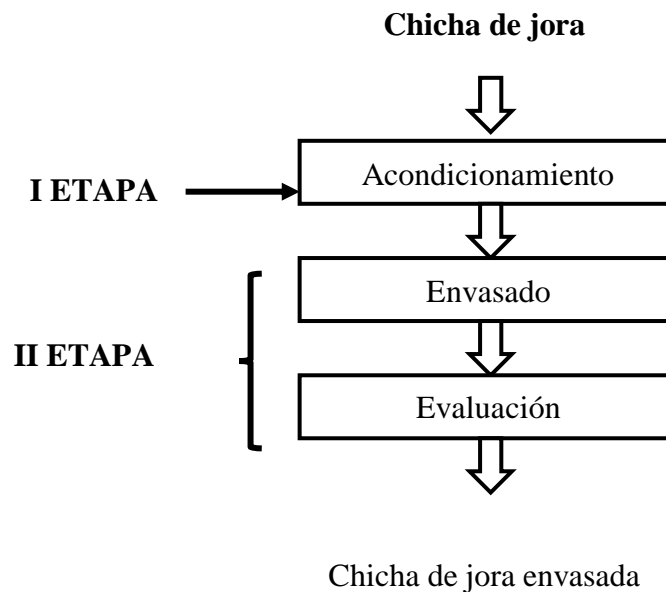 Chicha de jora
Acondicionamiento
I ETAPA
Envasado
II ETAPA
Evaluación
Chicha de jora envasada